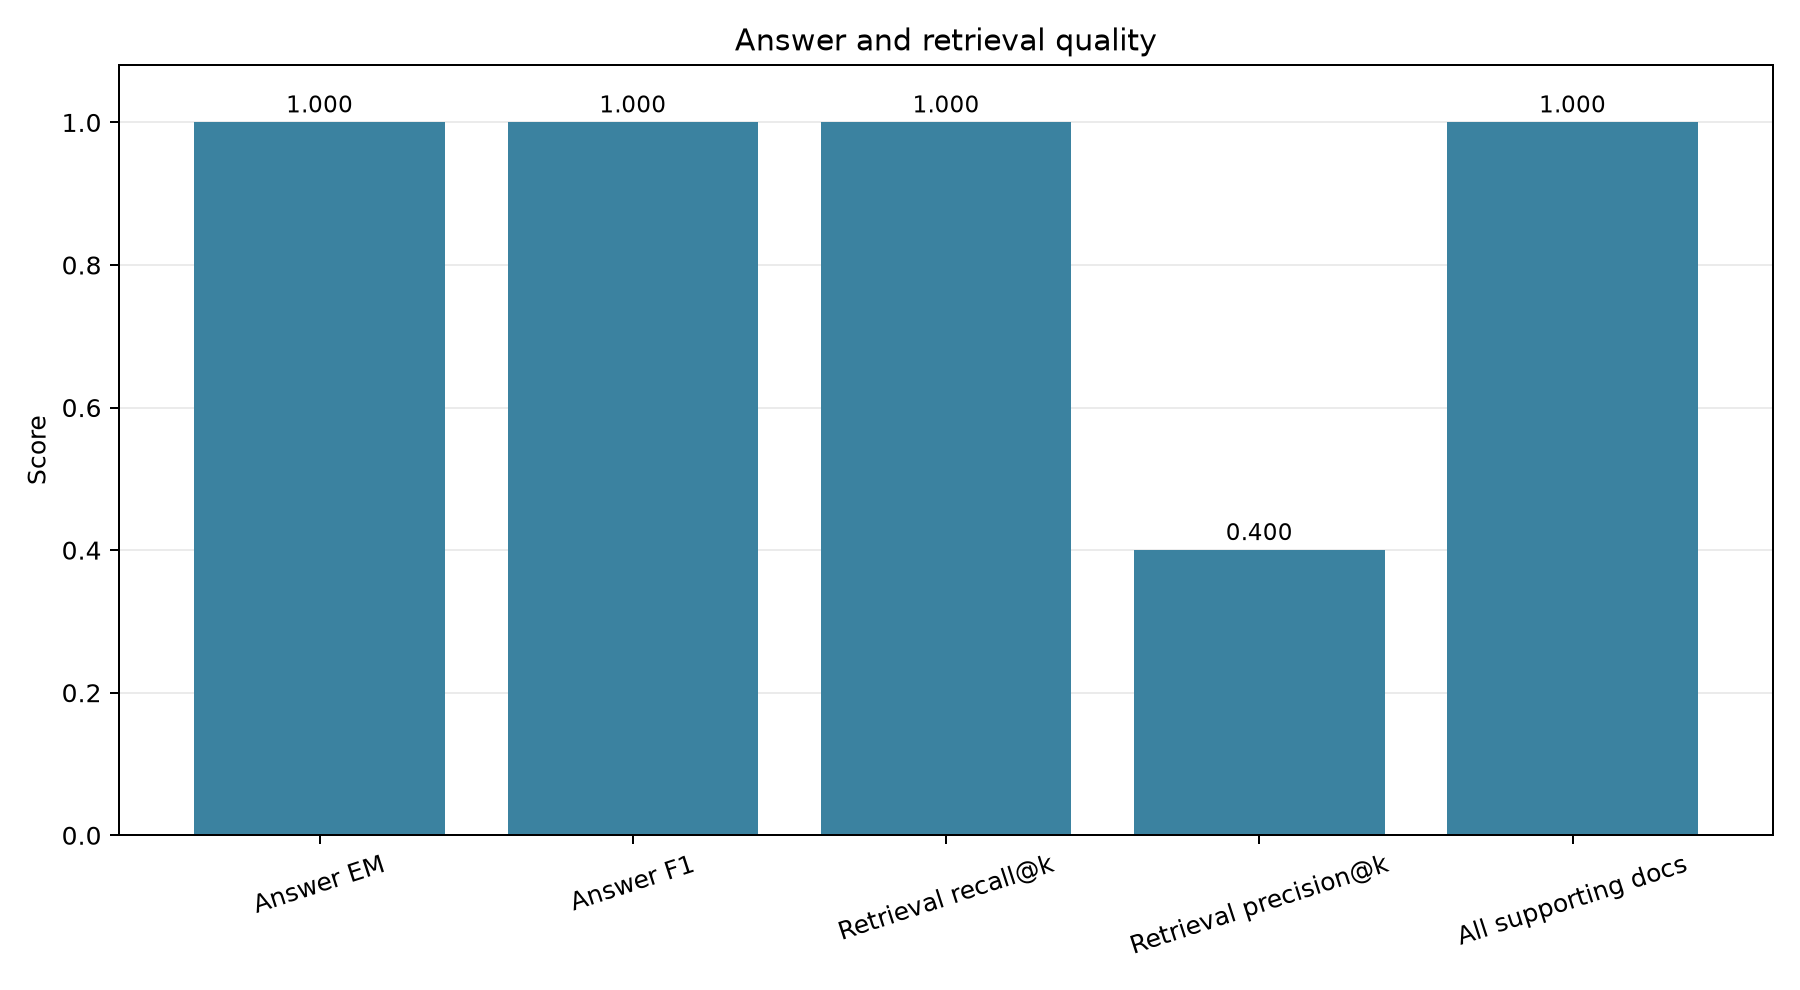 Answer and retrieval quality
1.000
1.000
1.000
0.400
1.000
1.0
0.8
0.6
0.4
0.2
0.0
Score
Answer EM
Answer F1
Retrieval recall@k
Retrieval precision@k
All supporting docs